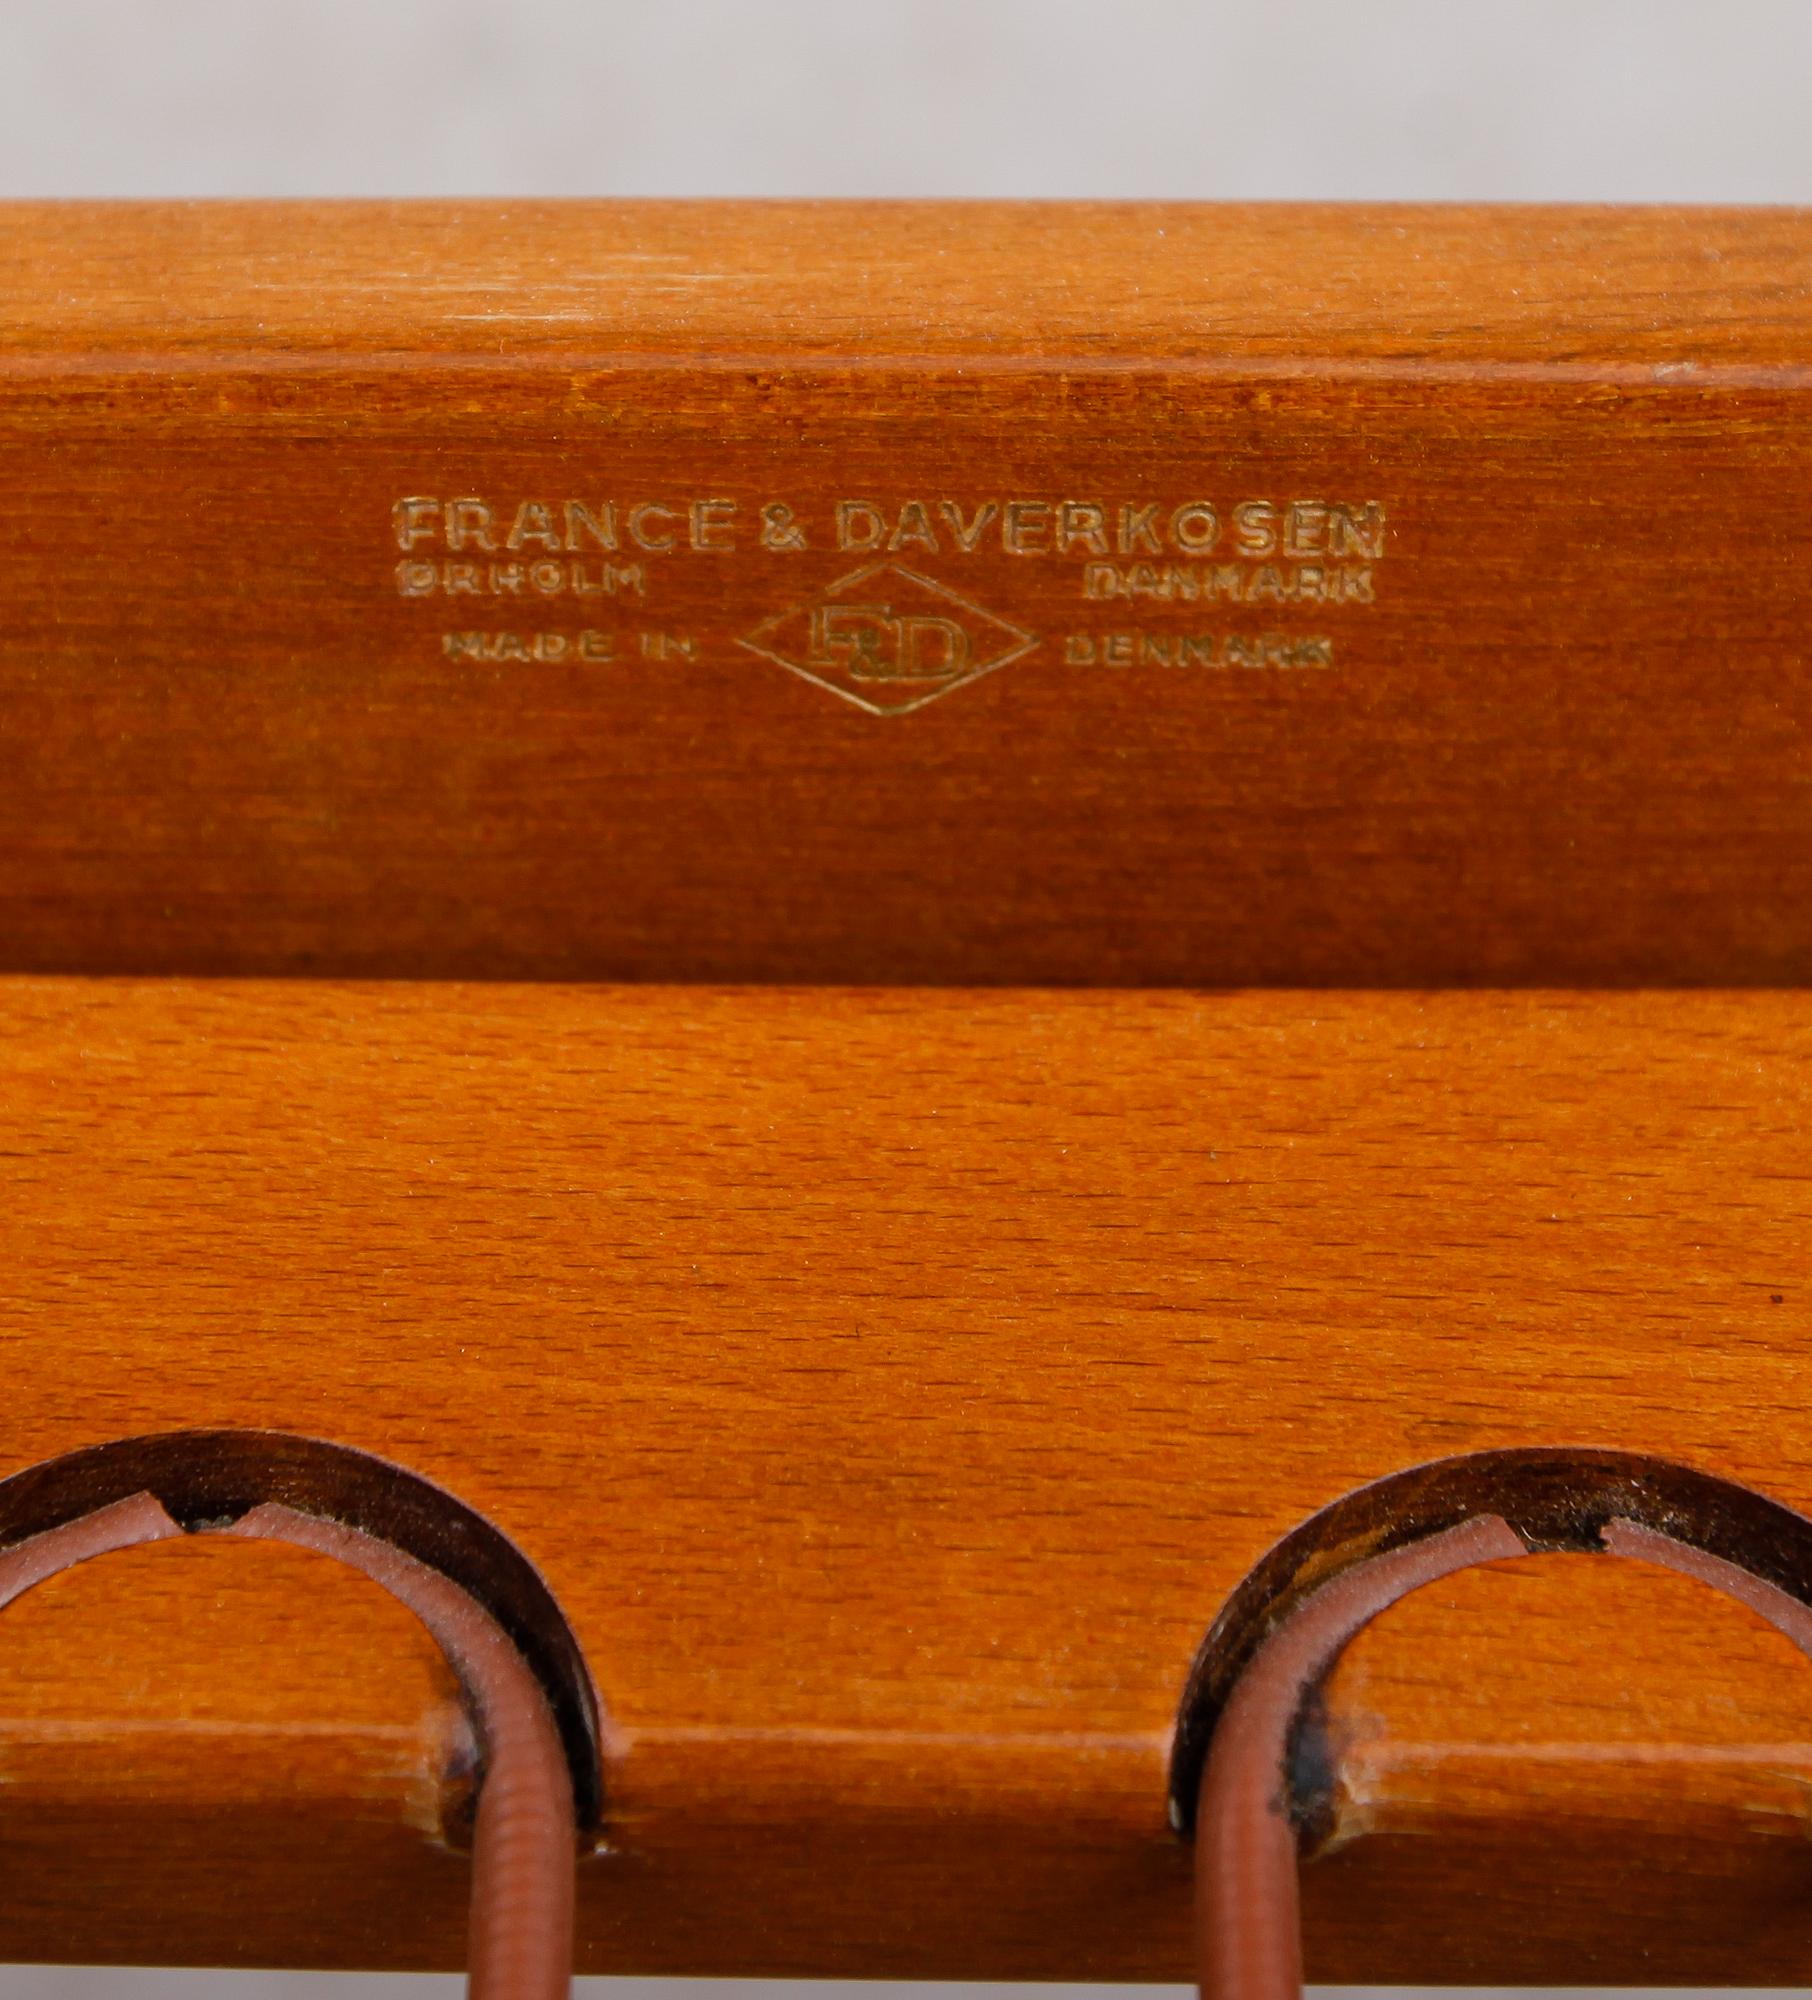 FRANCE & DAVERKOSEN
ØRHOLM DANMARK
MADE IN F&D DENMARK